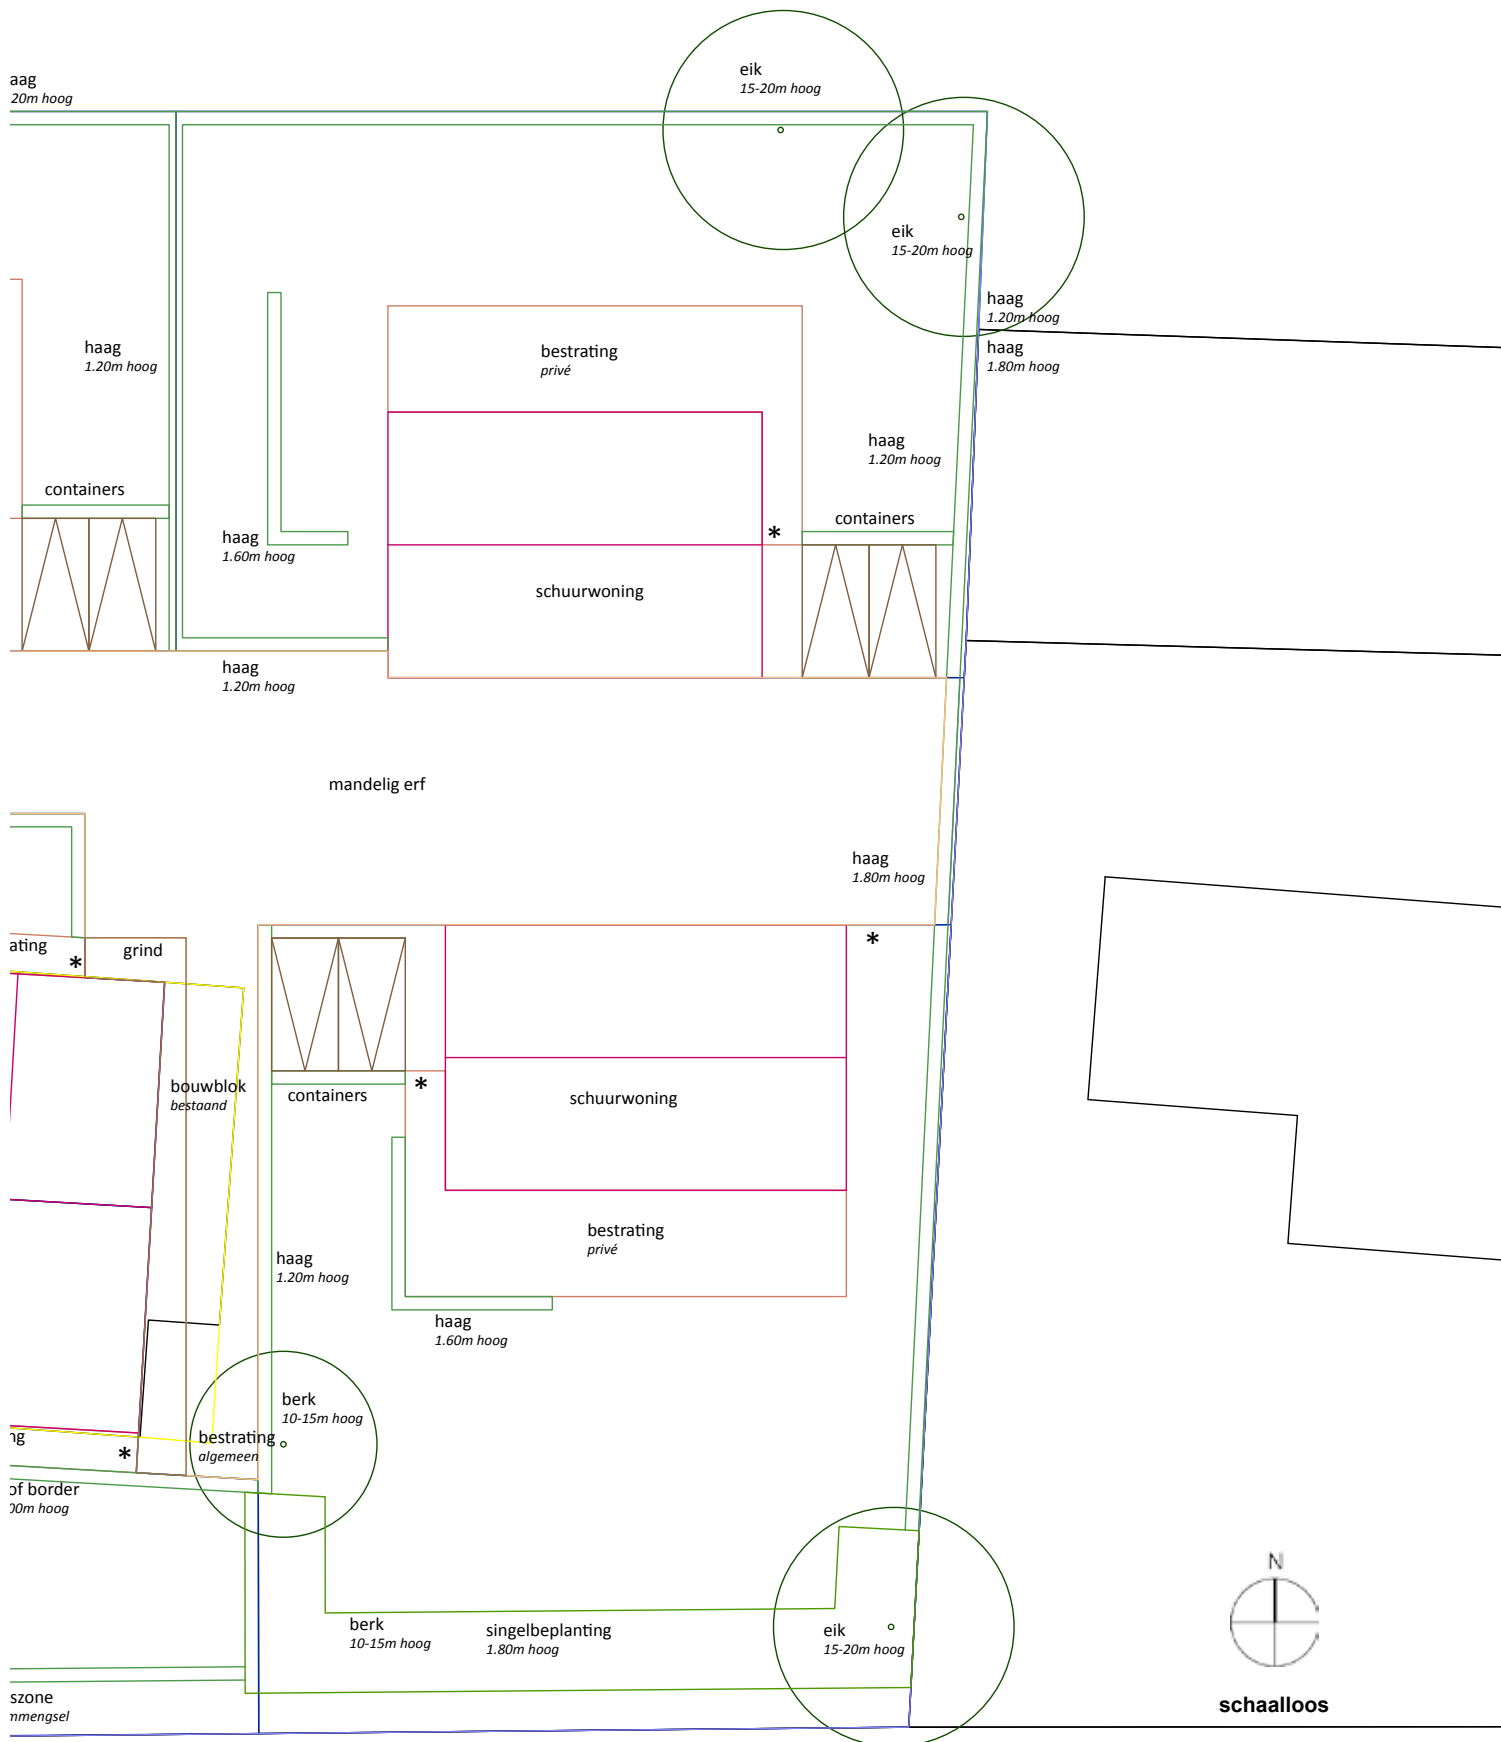 aag
20m hoog
eik
15-20m hoog
eik
15-20m hoog
haag
1.20m hoog
haag
1.80m hoog
haag
1.20m hoog
bestrating
privé
haag
1.20m hoog
containers
haag
1.60m hoog
*
containers
schuurwoning
haag
1.20m hoog
mandelig erf
haag
1.80m hoog
ating
*
grind
*
bouwblok
bestaand
containers
*
schuurwoning
haag
1.20m hoog
bestrating
privé
haag
1.60m hoog
berk
10-15m hoog
bestrating
algemeen
ng
*
of border
00m hoog
berk
10-15m hoog
singelbeplanting
1.80m hoog
eik
15-20m hoog
N
szone
mmengsel
schaalloos